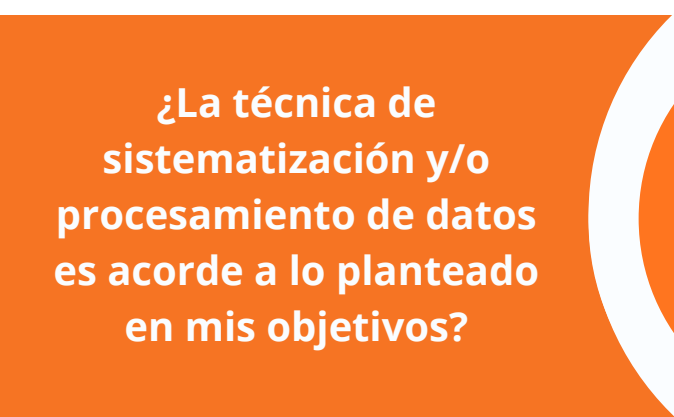 ¿La técnica de
sistematización y/o
procesamiento de datos
es acorde a lo planteado
en mis objetivos?